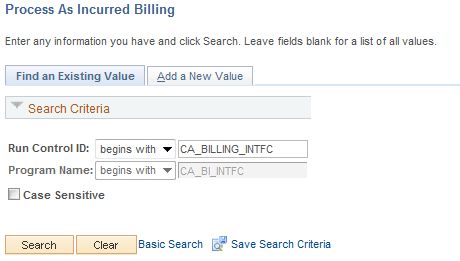 Process As Incurred Billing
Enter any information you have and click Search. Leave fields blank for a list of all values.
Find an Existing Value Add a New Value
Search Criteria
Run Control ID: begins with CA_BILLING_INTFC
Program Name: begins with CA_BI_INTFC
Case Sensitive
Search Clear Basic Search Save Search Criteria